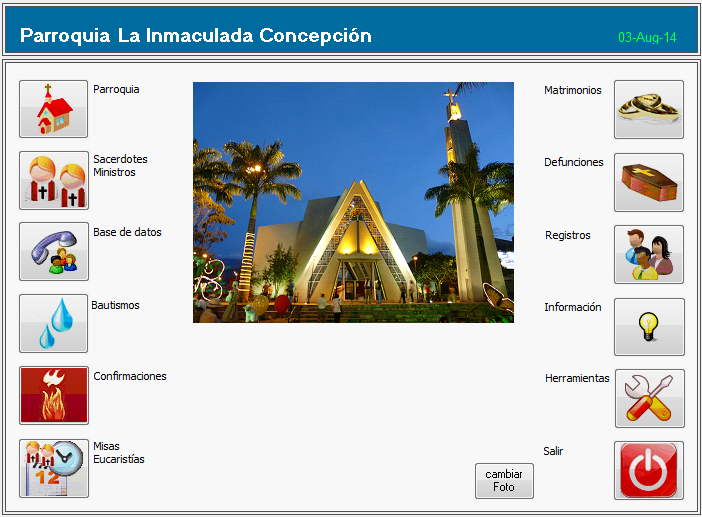 Parroquia La Inmaculada Concepción
03-Aug-14
Parroquia
Sacerdotes
Ministros
Base de datos
Bautismos
Confirmaciones
12
Misas
Eucaristías
Matrimonios
Defunciones
Registros
Información
Herramientas
Salir
cambiar
Foto